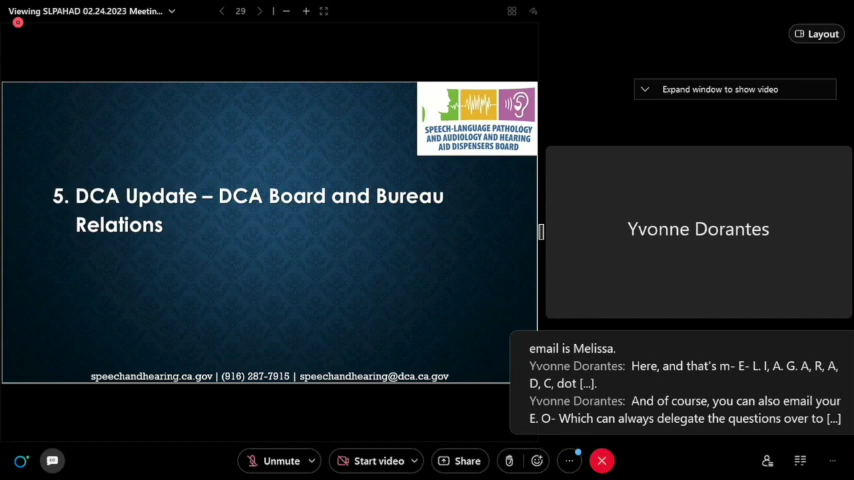 Viewing SLPAHAD 02.24.2023 Meetin...
29
Layout
Expand window to show video
SPEECH-LANGUAGE PATHOLOGY
AND AUDIOLOGY AND HEARING
AID DISPENSERS BOARD
5. DCA Update – DCA Board and Bureau
Relations
speechandhearing.ca.gov | (916) 287-7915 | speechandhearing@dca.ca.gov
Yvonne Dorantes
email is Melissa.
Yvonne Dorantes: Here, and that's m- E- L. I, A. G. A, R, A,
D, C, dot [...].
Yvonne Dorantes: And of course, you can also email your
E. O- Which can always delegate the questions over to [...]
Unmute
Start video
Share